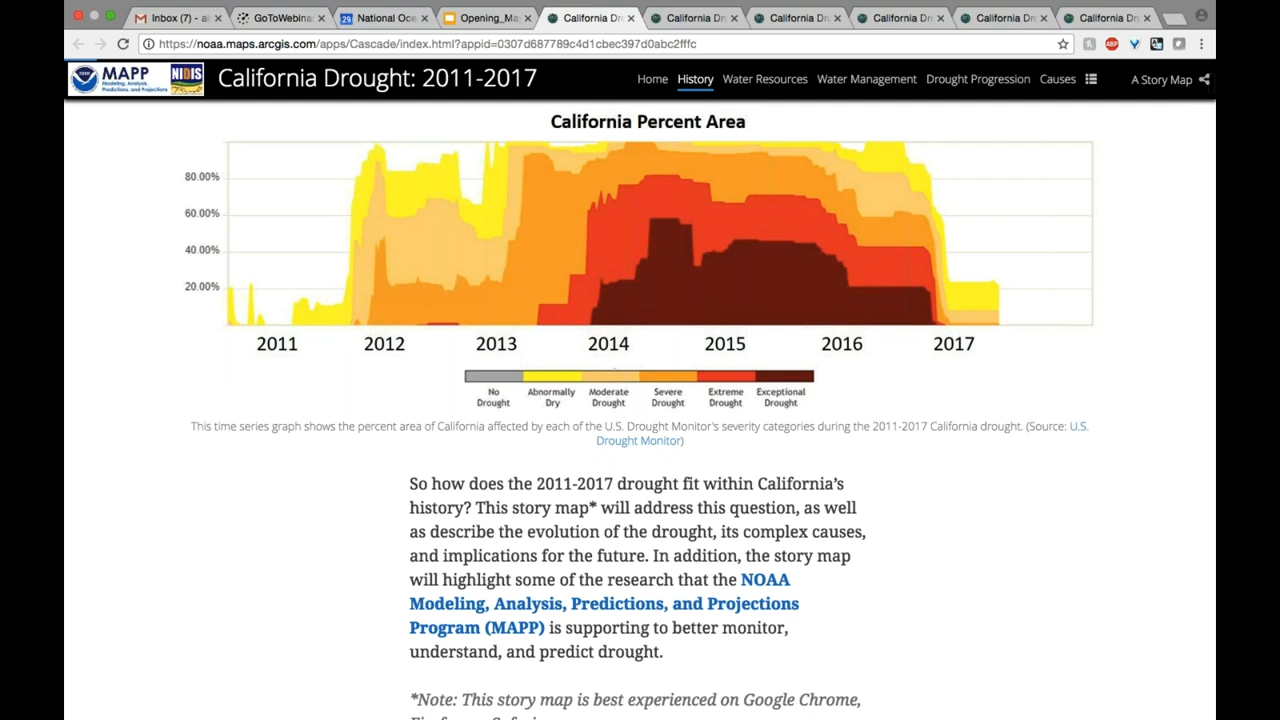 Inbox (7) - al
GoToWebina
29
National Oce
Opening_Ma
California Dr
California Dr
California Dr
California Dr
California Dr
California Dr
https://noaa.maps.arcgis.com/apps/Cascade/index.html?appid=0307d687789c4d1cbec397d0abc2fffc
ABP
MAPP
Modeling, Analysis,
Predictions, and Projections
NIDIS
California Drought: 2011-2017
Home
History
Water Resources
Water Management
Drought Progression
Causes
A Story Map
California Percent Area
80.00%
60.00%
40.00%
20.00%
2011 2012 2013 2014 2015 2016 2017
No Drought
Abnormally Dry
Moderate Drought
Severe Drought
Extreme Drought
Exceptional Drought
This time series graph shows the percent area of California affected by each of the U.S. Drought Monitor's severity categories during the 2011-2017 California drought. (Source: U.S.
Drought Monitor)
So how does the 2011-2017 drought fit within California's
history? This story map* will address this question, as well
as describe the evolution of the drought, its complex causes,
and implications for the future. In addition, the story map
will highlight some of the research that the NOAA
Modeling, Analysis, Predictions, and Projections
Program (MAPP) is supporting to better monitor,
understand, and predict drought.
*Note: This story map is best experienced on Google Chrome,